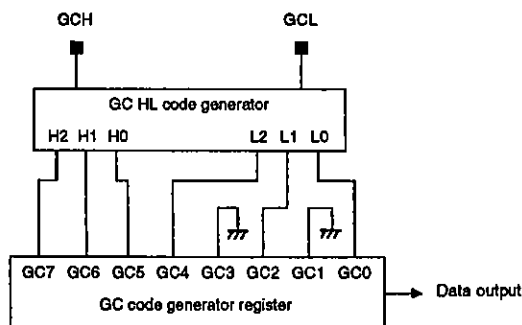 GCH GCL
GC HL code generator
H2 H1 H0 L2 L1 L0
GC7 GC6 GC5 GC4 GC3 GC2 GC1 GC0
GC code generator register
Data output